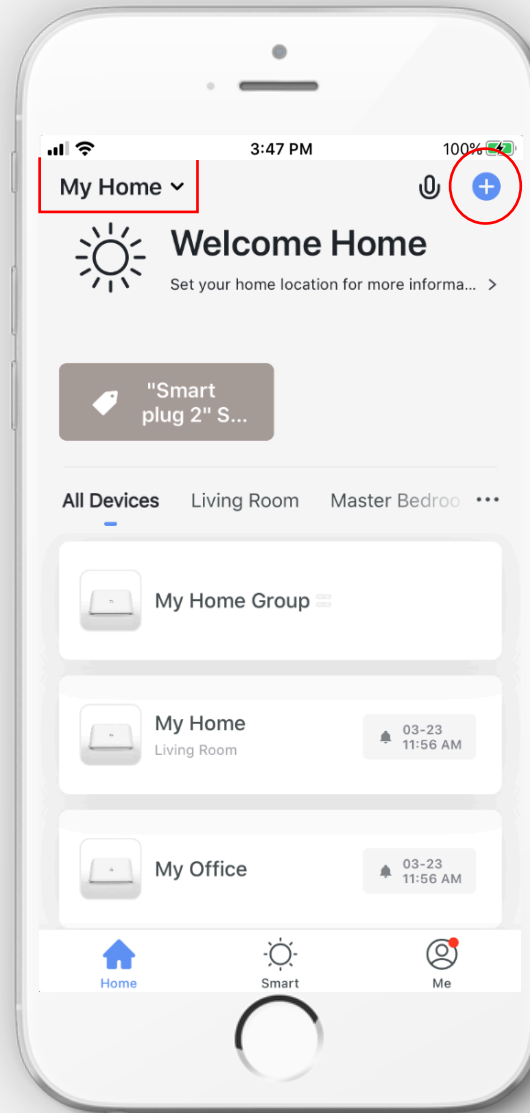 3:47 PM
100%
My Home
Welcome Home
Set your home location for more informa...
"Smart
plug 2" S...
All Devices
Living Room
Master Bedroo
My Home Group
My Home
Living Room
03-23
11:56 AM
My Office
03-23
11:56 AM
Home
Smart
Me